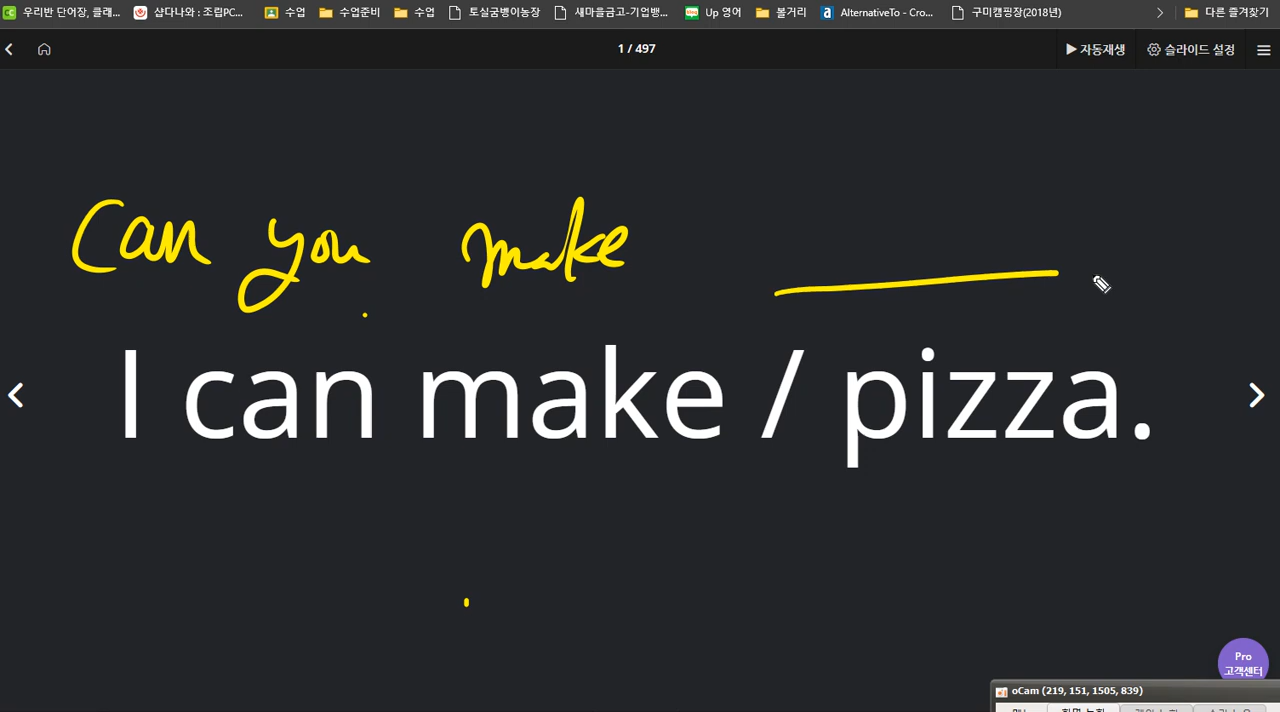 우리반 단어장, 클래... 샵다나와 : 조립PC... 수업 수업준비 수업 토실굼벵이농장 새마을금고-기업뱅... Up 영어 볼거리 AlternativeTo - Cro... 구미캠핑장(2018년) 다른 즐겨찾기
1 / 497 자동재생 슬라이드 설정
Can you make
I can make / pizza.
Pro
고객센터
oCam (219, 151, 1505, 839)